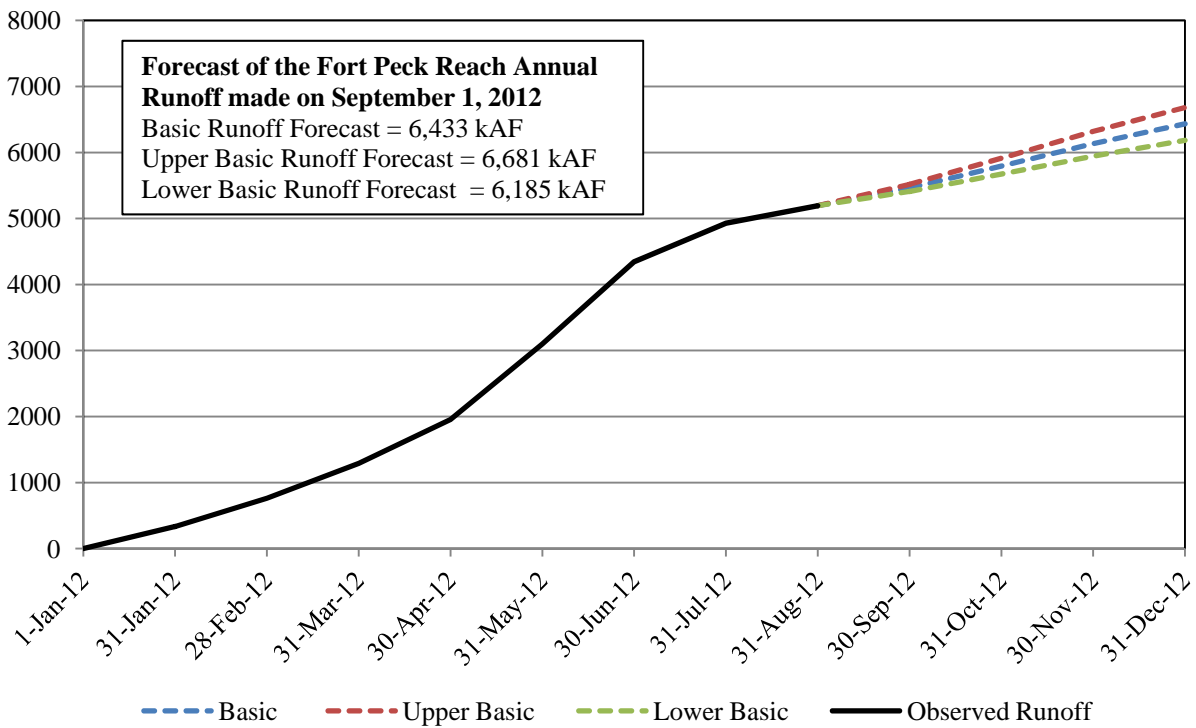 8000
7000
6000
5000
4000
3000
2000
1000
0
Forecast of the Fort Peck Reach Annual
Runoff made on September 1, 2012
Basic Runoff Forecast = 6,433 kAF
Upper Basic Runoff Forecast = 6,681 kAF
Lower Basic Runoff Forecast  = 6,185 kAF
1-Jan-12
31-Jan-12
28-Feb-12
31-Mar-12
30-Apr-12
31-May-12
30-Jun-12
31-Jul-12
31-Aug-12
30-Sep-12
31-Oct-12
30-Nov-12
31-Dec-12
Basic Upper Basic Lower Basic Observed Runoff